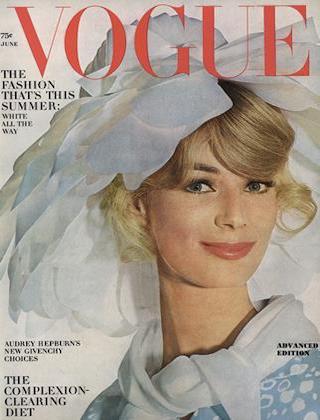 VOGUE
75¢
JUNE
THE
FASHION
THAT'S THIS
SUMMER:
WHITE
ALL THE
WAY
AUDREY HEPBURN'S
NEW GIVENCHY
CHOICES
THE
COMPLEXION-
CLEARING
DIET
ADVANCED
EDITION